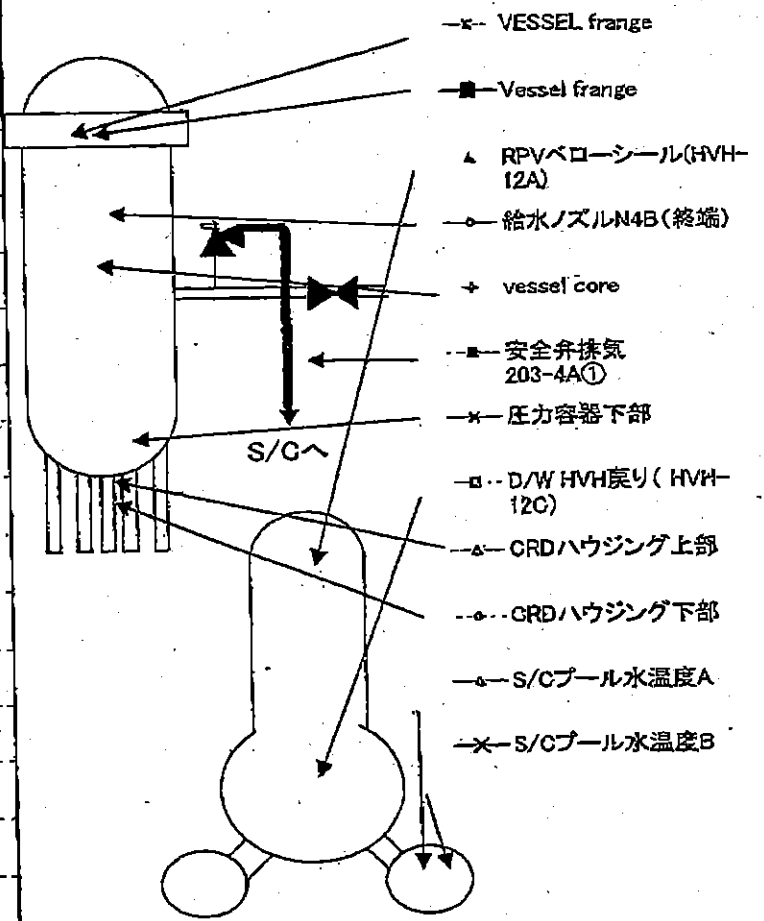 VESSEL frange
Vessel frange
RPVベローシール(HVH-
12A)
給水ノズルN4B(終端)
vessel core
安全弁排気
203-4A①
圧力容器下部
S/Cへ
D/W HVH戻り( HVH-
12C)
CRDハウジング上部
CRDハウジング下部
S/Cプール水温度A
S/Cプール水温度B